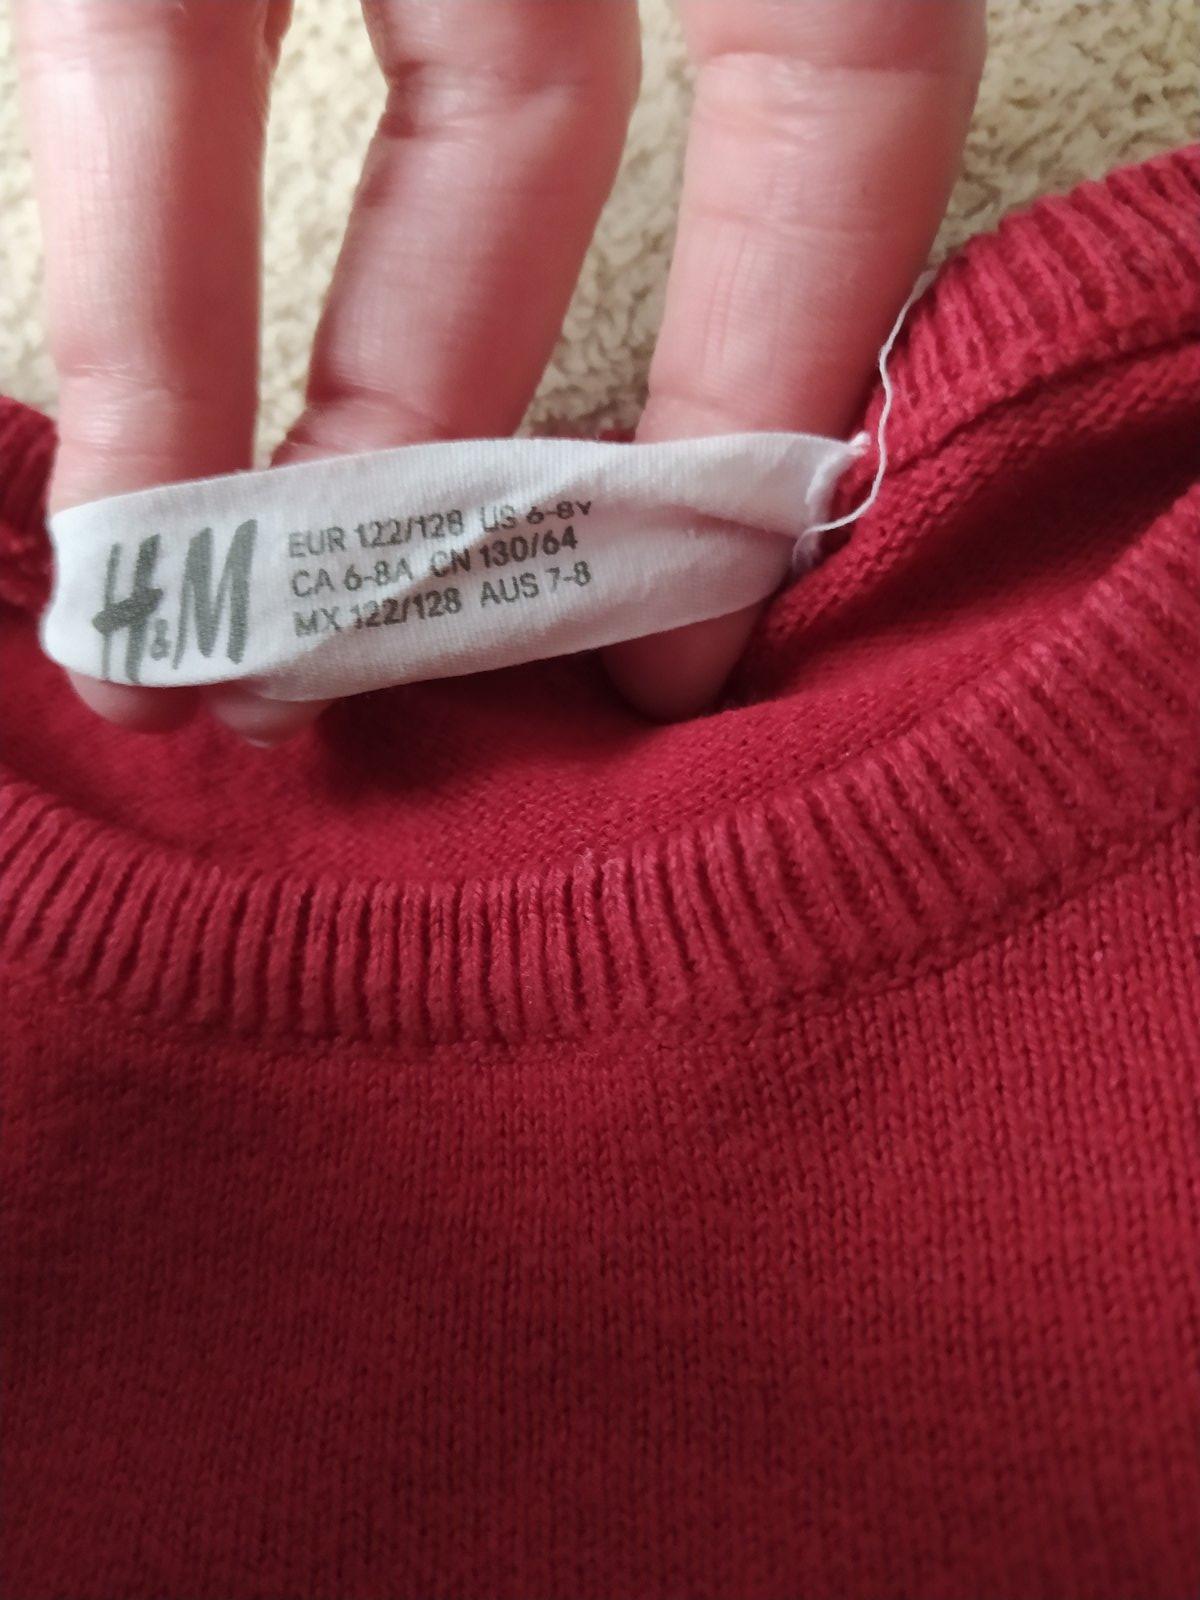 H&M
EUR 122/128 US 6-8Y
CA 6-8A CN 130/64
MX 122/128 AUS 7-8